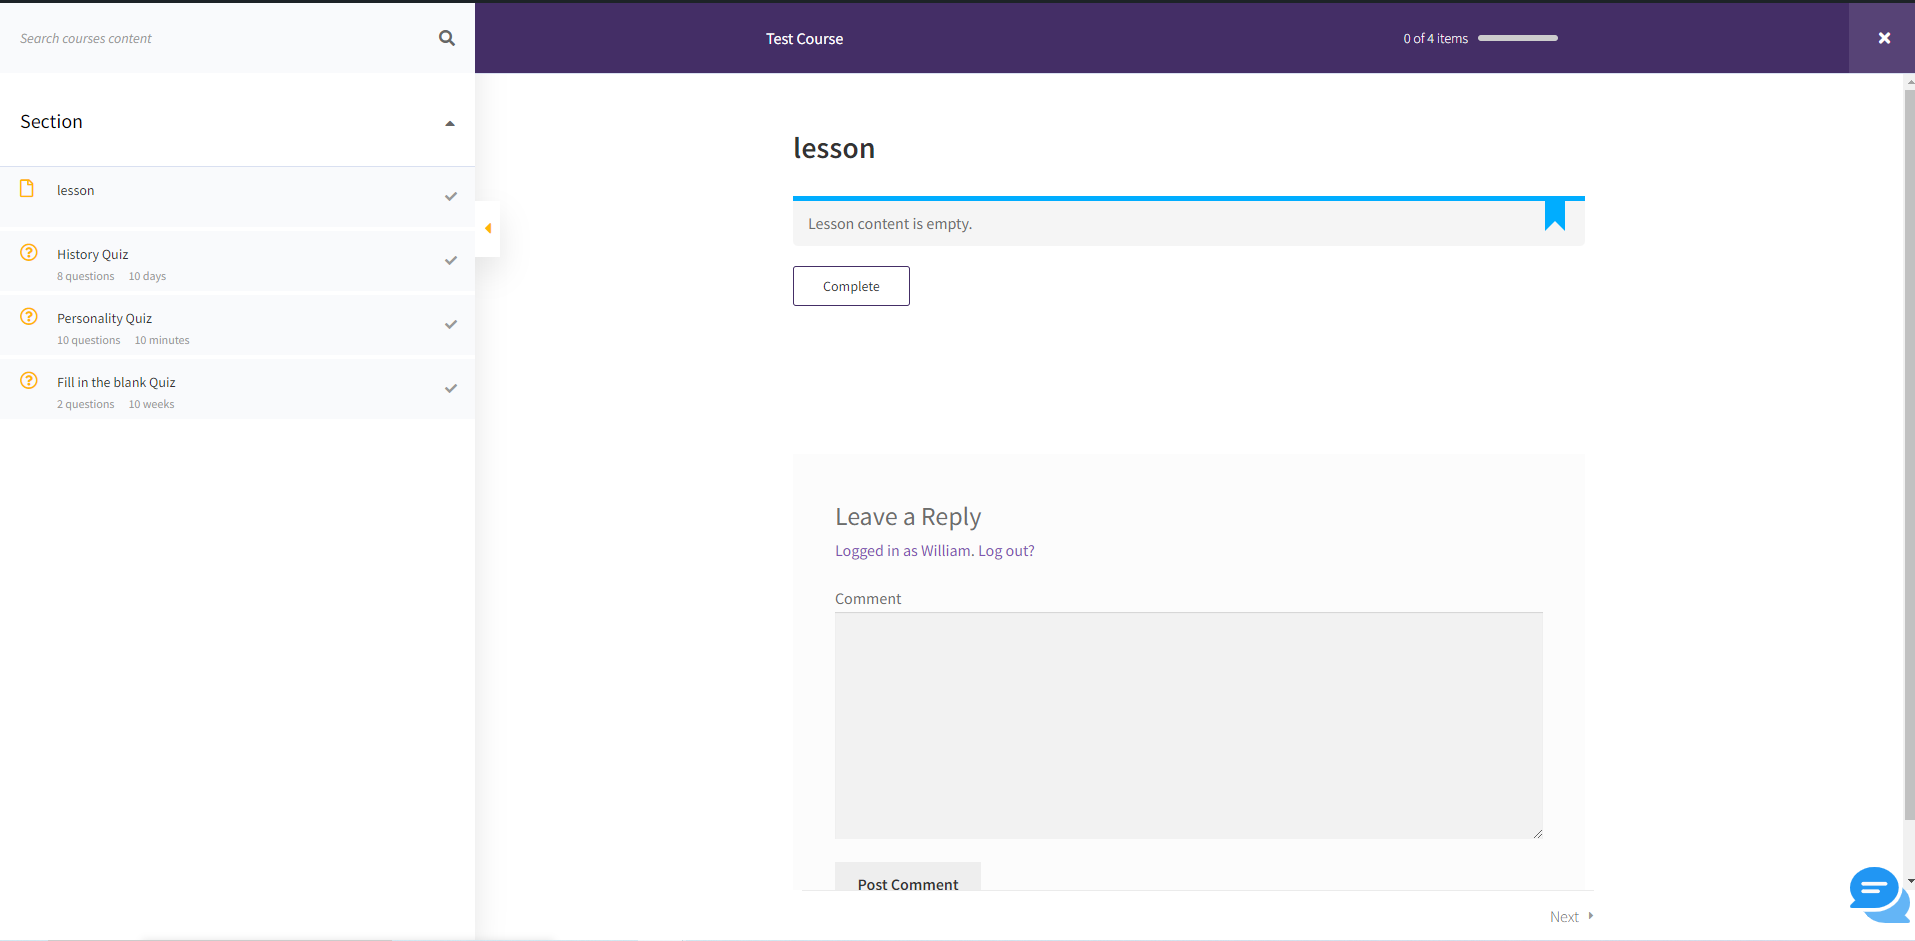 Search courses content
Test Course
0 of 4 items
Section
lesson
History Quiz
8 questions 10 days
Personality Quiz
10 questions 10 minutes
Fill in the blank Quiz
2 questions 10 weeks
lesson
Lesson content is empty.
Complete
Leave a Reply
Logged in as William. Log out?
Comment
Post Comment
Next